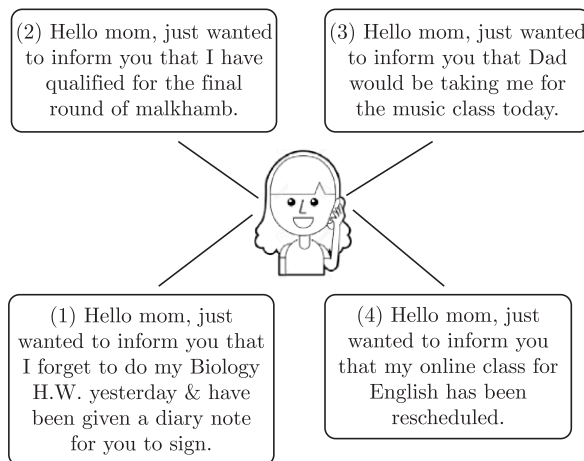 (2) Hello mom, just wanted
to inform you that I have
qualified for the final
round of malkhamb.
(3) Hello mom, just wanted
to inform you that Dad
would be taking me for
the music class today.
(1) Hello mom, just
wanted to inform you that
I forget to do my Biology
H.W. yesterday & have
been given a diary note
for you to sign.
(4) Hello mom, just
wanted to inform you
that my online class for
English has been
rescheduled.